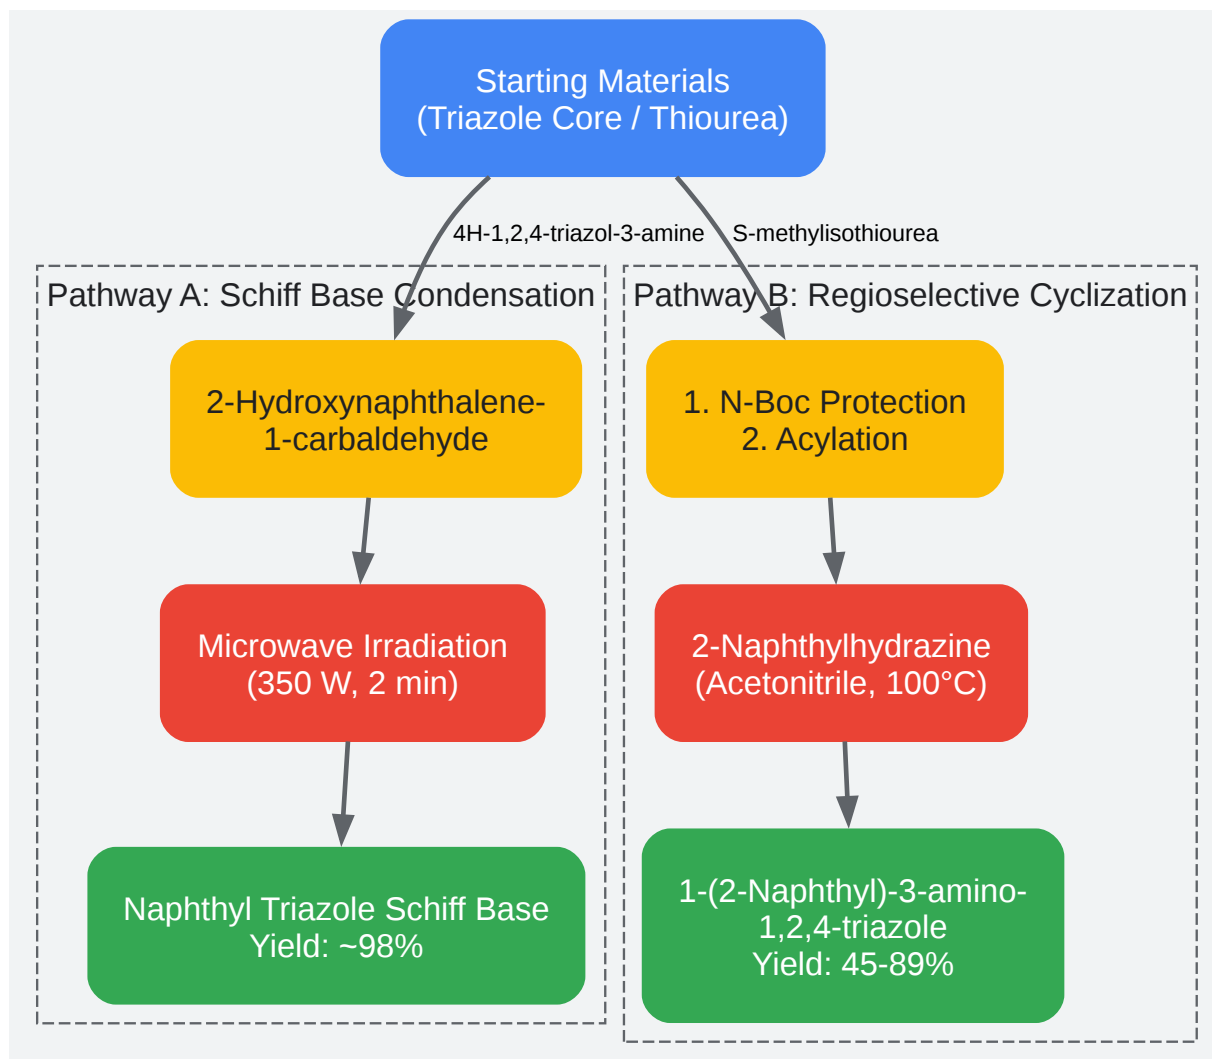 Starting Materials
(Triazole Core / Thiourea)
4H-1,2,4-triazol-3-amine
S-methylisothiourea
Pathway A: Schiff Base Condensation
2-Hydroxynaphthalene-
1-carbaldehyde
Microwave Irradiation
(350 W, 2 min)
Naphthyl Triazole Schiff Base
Yield: ~98%
Pathway B: Regioselective Cyclization
1. N-Boc Protection
2. Acylation
2-Naphthylhydrazine
(Acetonitrile, 100°C)
1-(2-Naphthyl)-3-amino-
1,2,4-triazole
Yield: 45-89%